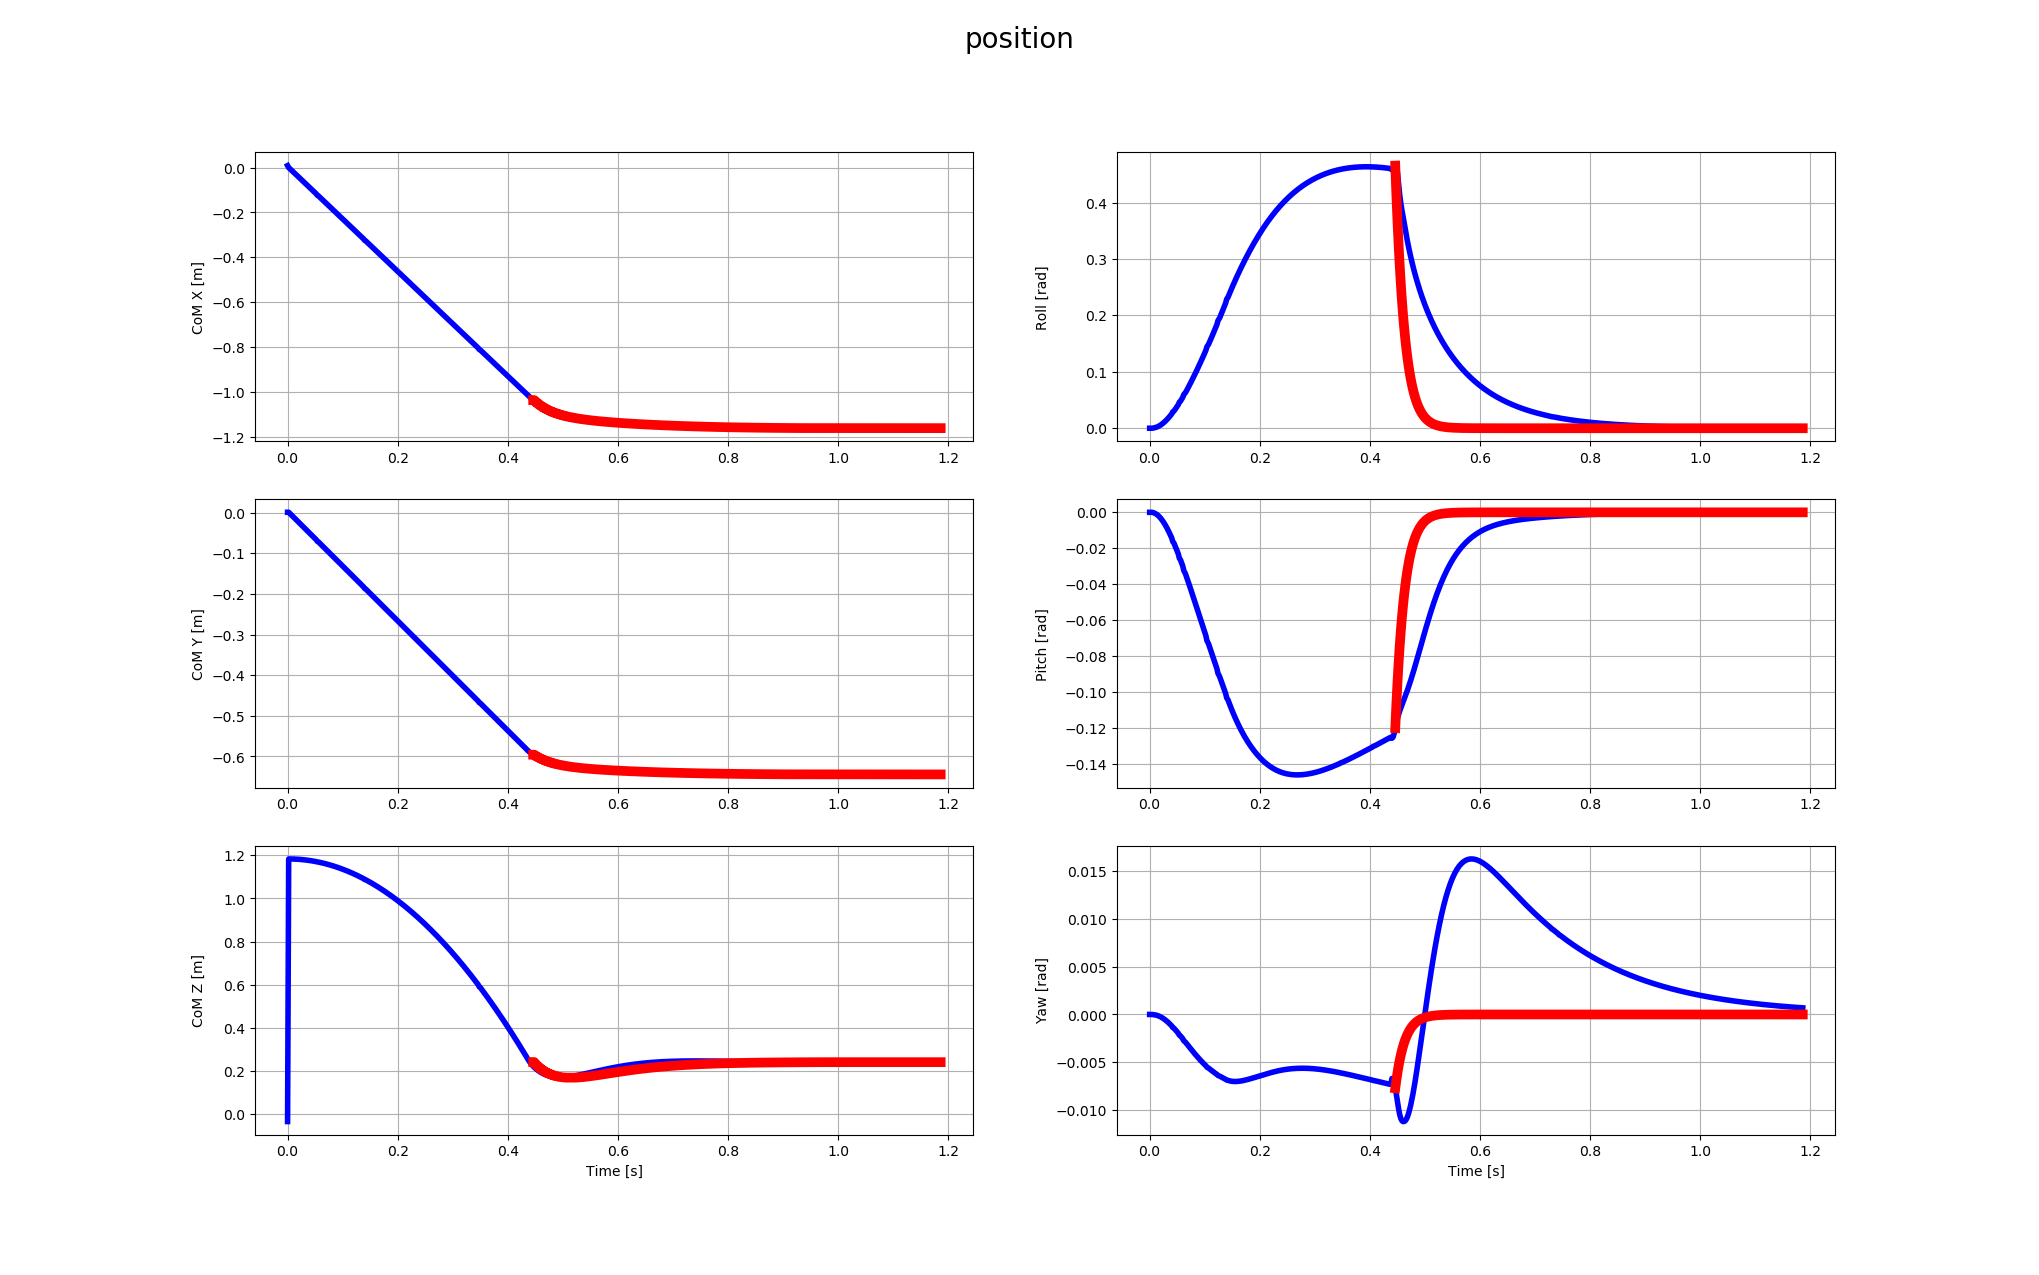 position
CoM X [m]
0.0
−0.2
−0.4
−0.6
−0.8
−1.0
−1.2
0.0 0.2 0.4 0.6 0.8 1.0 1.2
Roll [rad]
0.4
0.3
0.2
0.1
0.0
0.0 0.2 0.4 0.6 0.8 1.0 1.2
CoM Y [m]
0.0
−0.1
−0.2
−0.3
−0.4
−0.5
−0.6
0.0 0.2 0.4 0.6 0.8 1.0 1.2
Pitch [rad]
0.00
−0.02
−0.04
−0.06
−0.08
−0.10
−0.12
−0.14
0.0 0.2 0.4 0.6 0.8 1.0 1.2
CoM Z [m]
1.2
1.0
0.8
0.6
0.4
0.2
0.0
0.0 0.2 0.4 0.6 0.8 1.0 1.2
Time [s]
Yaw [rad]
0.015
0.010
0.005
0.000
−0.005
−0.010
0.0 0.2 0.4 0.6 0.8 1.0 1.2
Time [s]